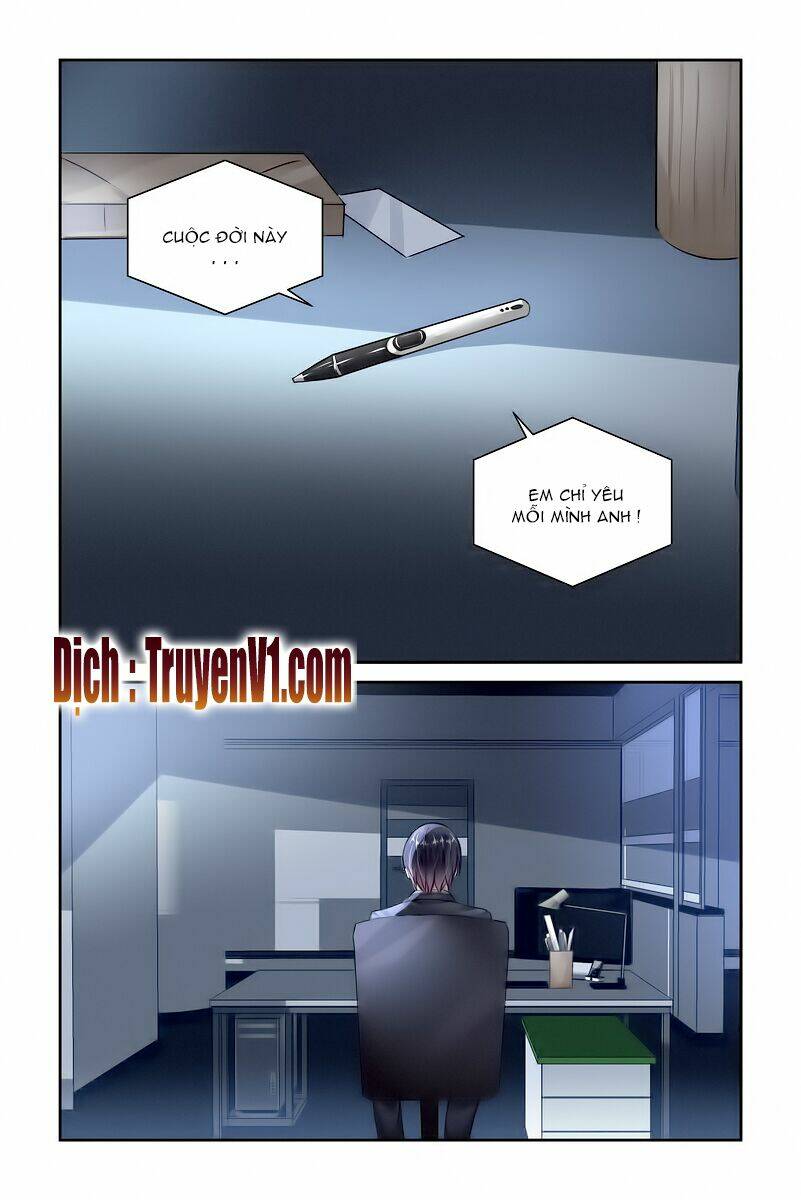 CUỘC ĐỜI NÀY
...
EM CHỈ YÊU
MỖI MÌNH ANH !
Dịch : TruyenV1.com